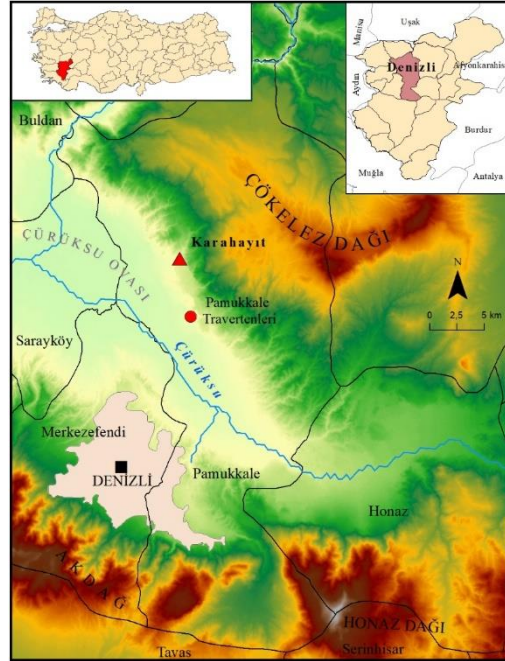 Uşak
Manisa
Denizli
Afyonkarahis
Aydın
Burdur
Muğla
Antalya
Buldan
ÇÖKELEZ DAĞI
Karahayıt
N
ÇÜRÜKSU OVASI
0 2,5 5 km
Pamukkale
Travertenleri
Sarayköy
Çürüksu
Merkezefendi
DENİZLİ
Pamukkale
Honaz
AKDAĞ
HONAZ DAĞI
Serinhisar
Tavas